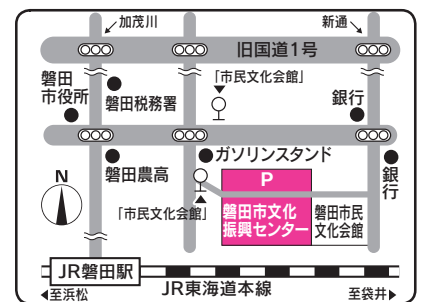 加茂川
新通
旧国道1号
磐田
市役所
磐田税務署
「市民文化会館」
銀行
ガソリンスタンド
磐田農高
銀行
N
P
「市民文化会館」
磐田市文化
振興センター
磐田市民
文化会館
JR磐田駅
JR東海道本線
至浜松
至袋井